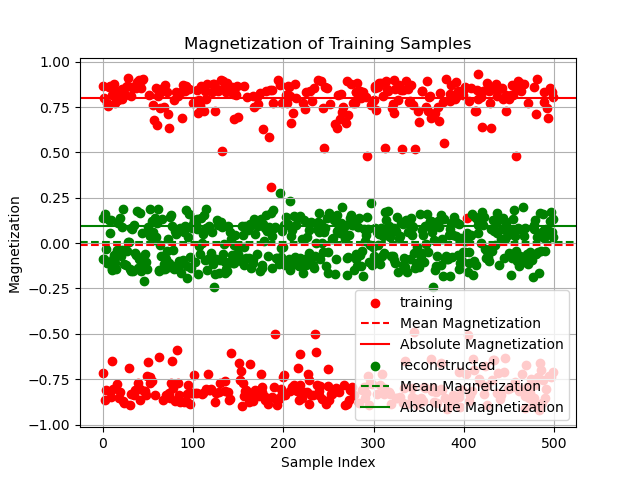 Magnetization of Training Samples
1.00
0.75
0.50
0.25
0.00
−0.25
−0.50
−0.75
−1.00
Magnetization
training
Mean Magnetization
Absolute Magnetization
reconstructed
Mean Magnetization
Absolute Magnetization
0
100
200
300
400
500
Sample Index